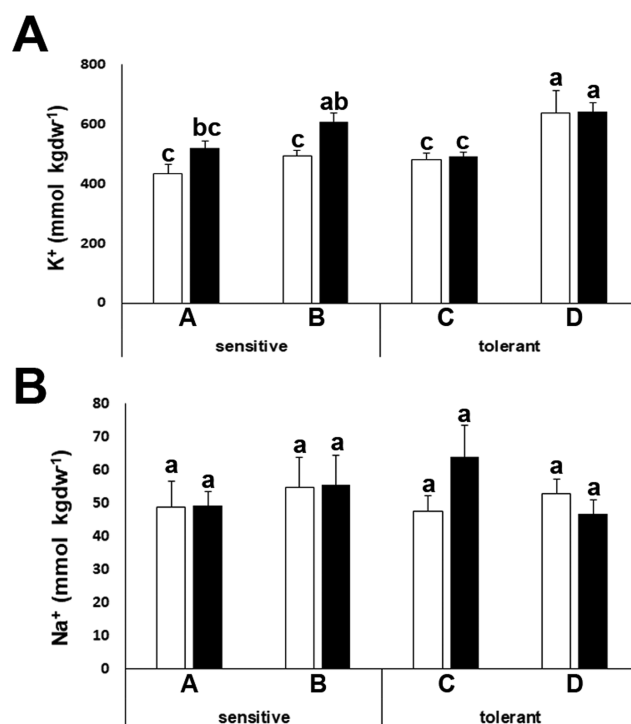 A
800
600
400
200
0
K⁺ (mmol kgdw⁻¹)
c bc c ab c c a a
A B C D
sensitive tolerant
B
80
70
60
50
40
30
20
10
0
Na⁺ (mmol kgdw⁻¹)
a a a a a a a a
A B C D
sensitive tolerant